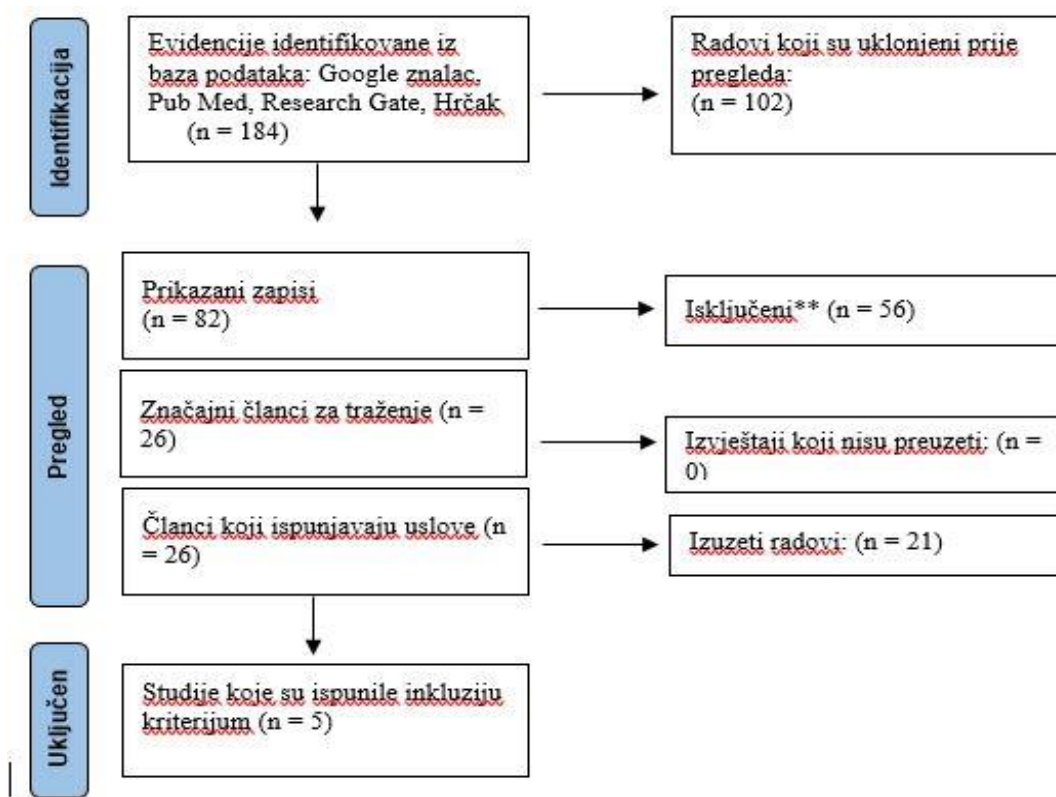 Identifikacija
Evidencije identifikovane iz
baza podataka: Google znalac,
Pub Med, Research Gate, Hrčak
(n = 184)
Radovi koji su uklonjeni prije
pregleda:
(n = 102)
Pregled
Prikazani zapisi
(n = 82)
Isključeni** (n = 56)
Značajni članci za traženje (n =
26)
Izvještaji koji nisu preuzeti: (n =
0)
Članci koji ispunjavaju uslove (n
= 26)
Izuzeti radovi: (n = 21)
Uključen
Studije koje su ispunile inkluziju
kriterijum (n = 5)